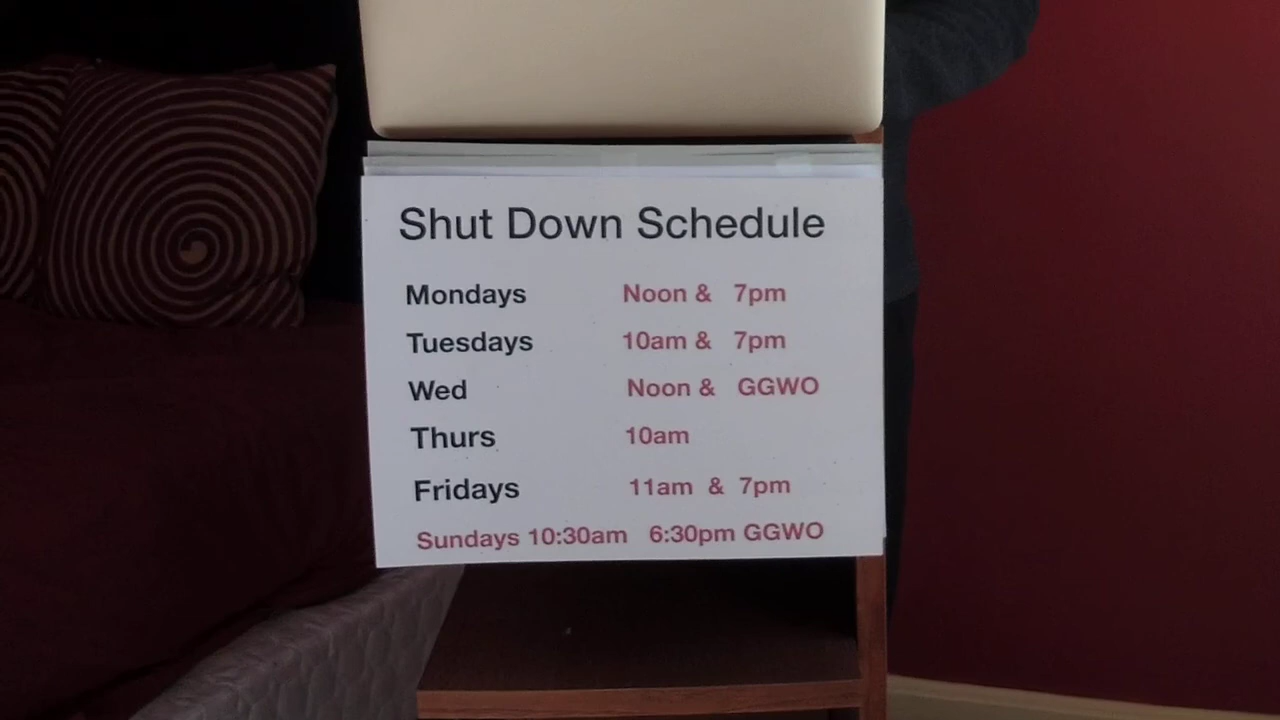 Shut Down Schedule
Mondays Noon & 7pm
Tuesdays 10am & 7pm
Wed Noon & GGWO
Thurs 10am
Fridays 11am & 7pm
Sundays 10:30am 6:30pm GGWO